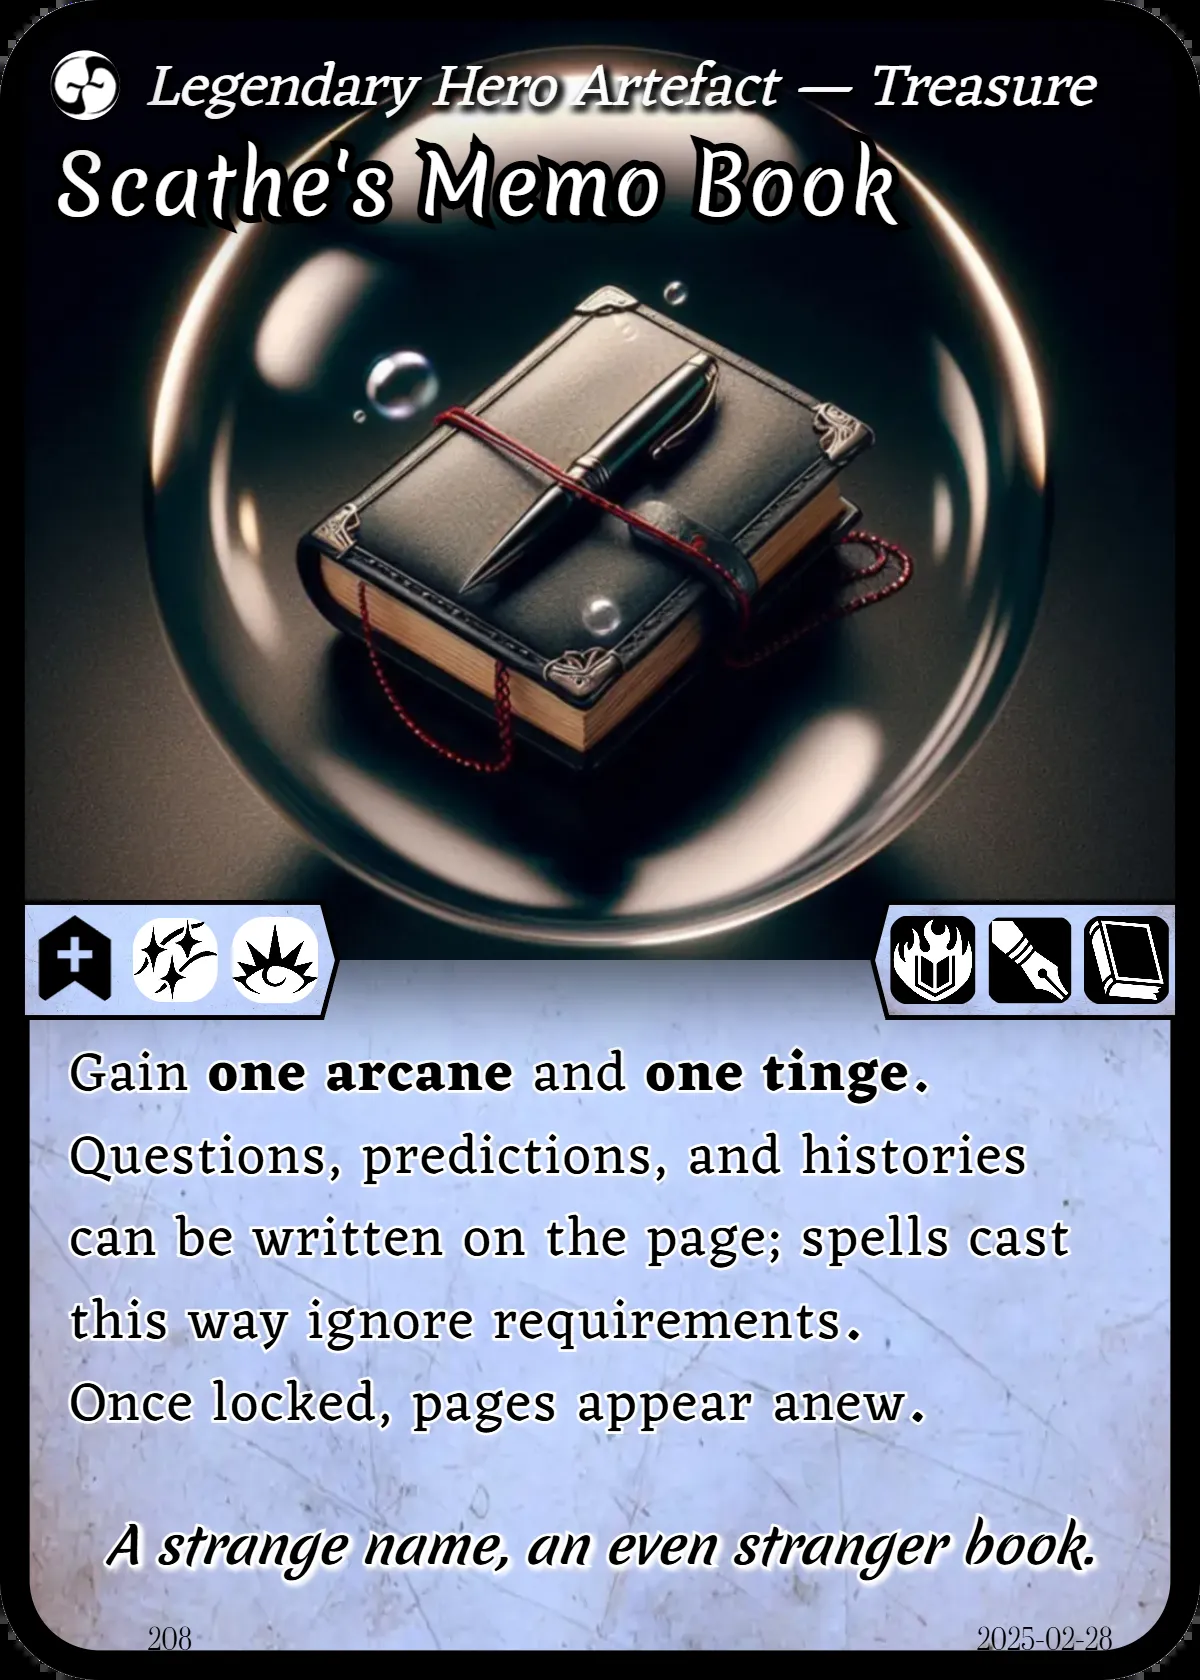 Legendary Hero Artefact — Treasure
Scathe's Memo Book
Gain one arcane and one tinge.
Questions, predictions, and histories
can be written on the page; spells cast
this way ignore requirements.
Once locked, pages appear anew.
A strange name, an even stranger book.
208
2025-02-28